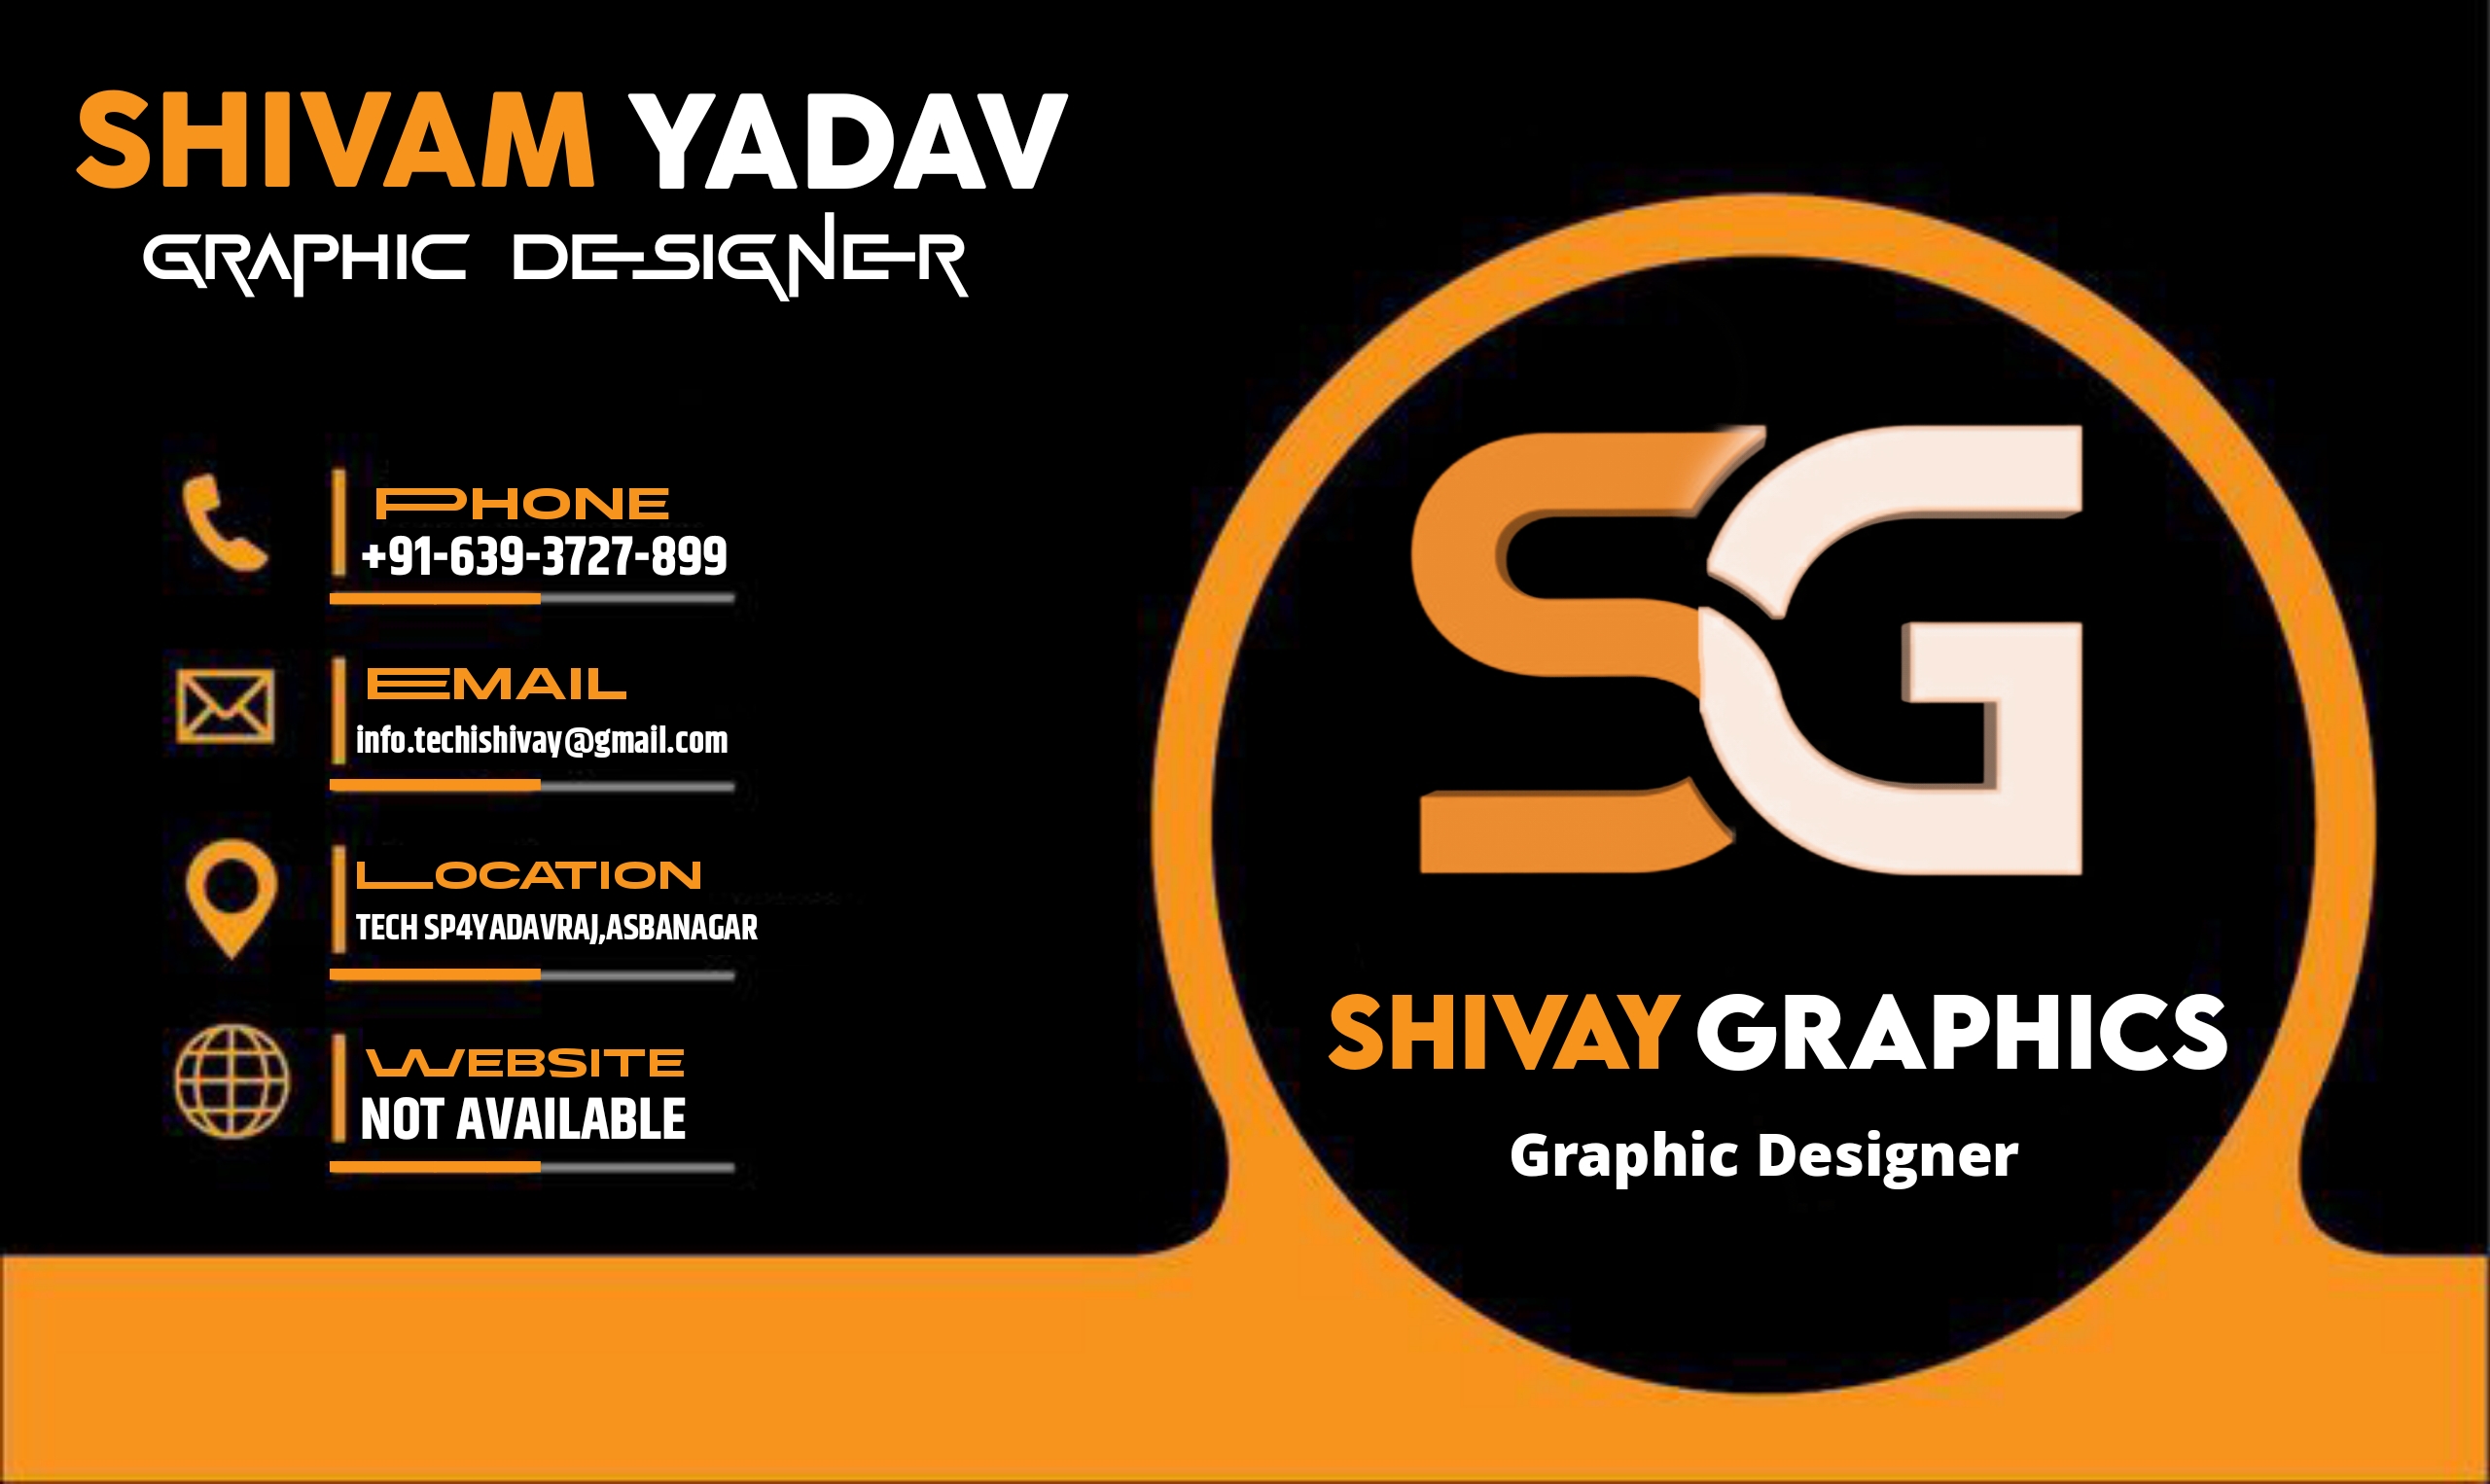 SHIVAM YADAV
GRAPHIC DESIGNER
PHONE
+91-639-3727-899
EMAIL
info.techishivay@gmail.com
LOCATION
TECH SP4YADAVRAJ,ASBANAGAR
WEBSITE
NOT AVAILABLE
SG
SHIVAY GRAPHICS
Graphic Designer